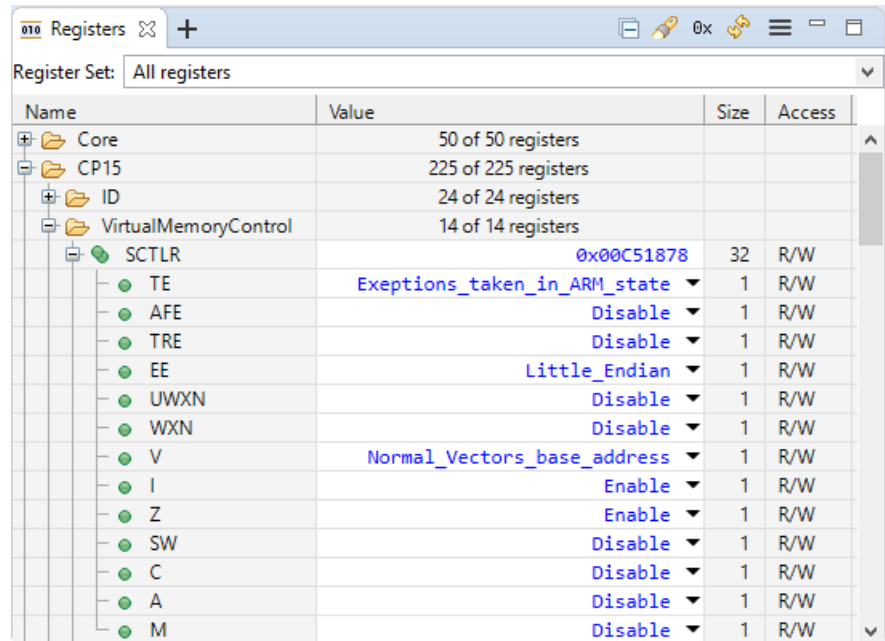 010 Registers
0x
Register Set: All registers
Name Value Size Access
Core 50 of 50 registers
CP15 225 of 225 registers
ID 24 of 24 registers
VirtualMemoryControl 14 of 14 registers
SCTLR 0x00C51878 32 R/W
TE Exeptions_taken_in_ARM_state 1 R/W
AFE Disable 1 R/W
TRE Disable 1 R/W
EE Little_Endian 1 R/W
UWXN Disable 1 R/W
WXN Disable 1 R/W
V Normal_Vectors_base_address 1 R/W
I Enable 1 R/W
Z Enable 1 R/W
SW Disable 1 R/W
C Disable 1 R/W
A Disable 1 R/W
M Disable 1 R/W